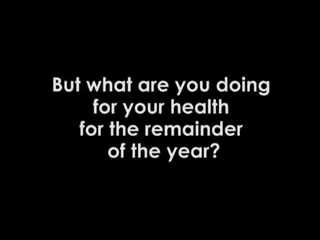 But what are you doing
for your health
for the remainder
of the year?